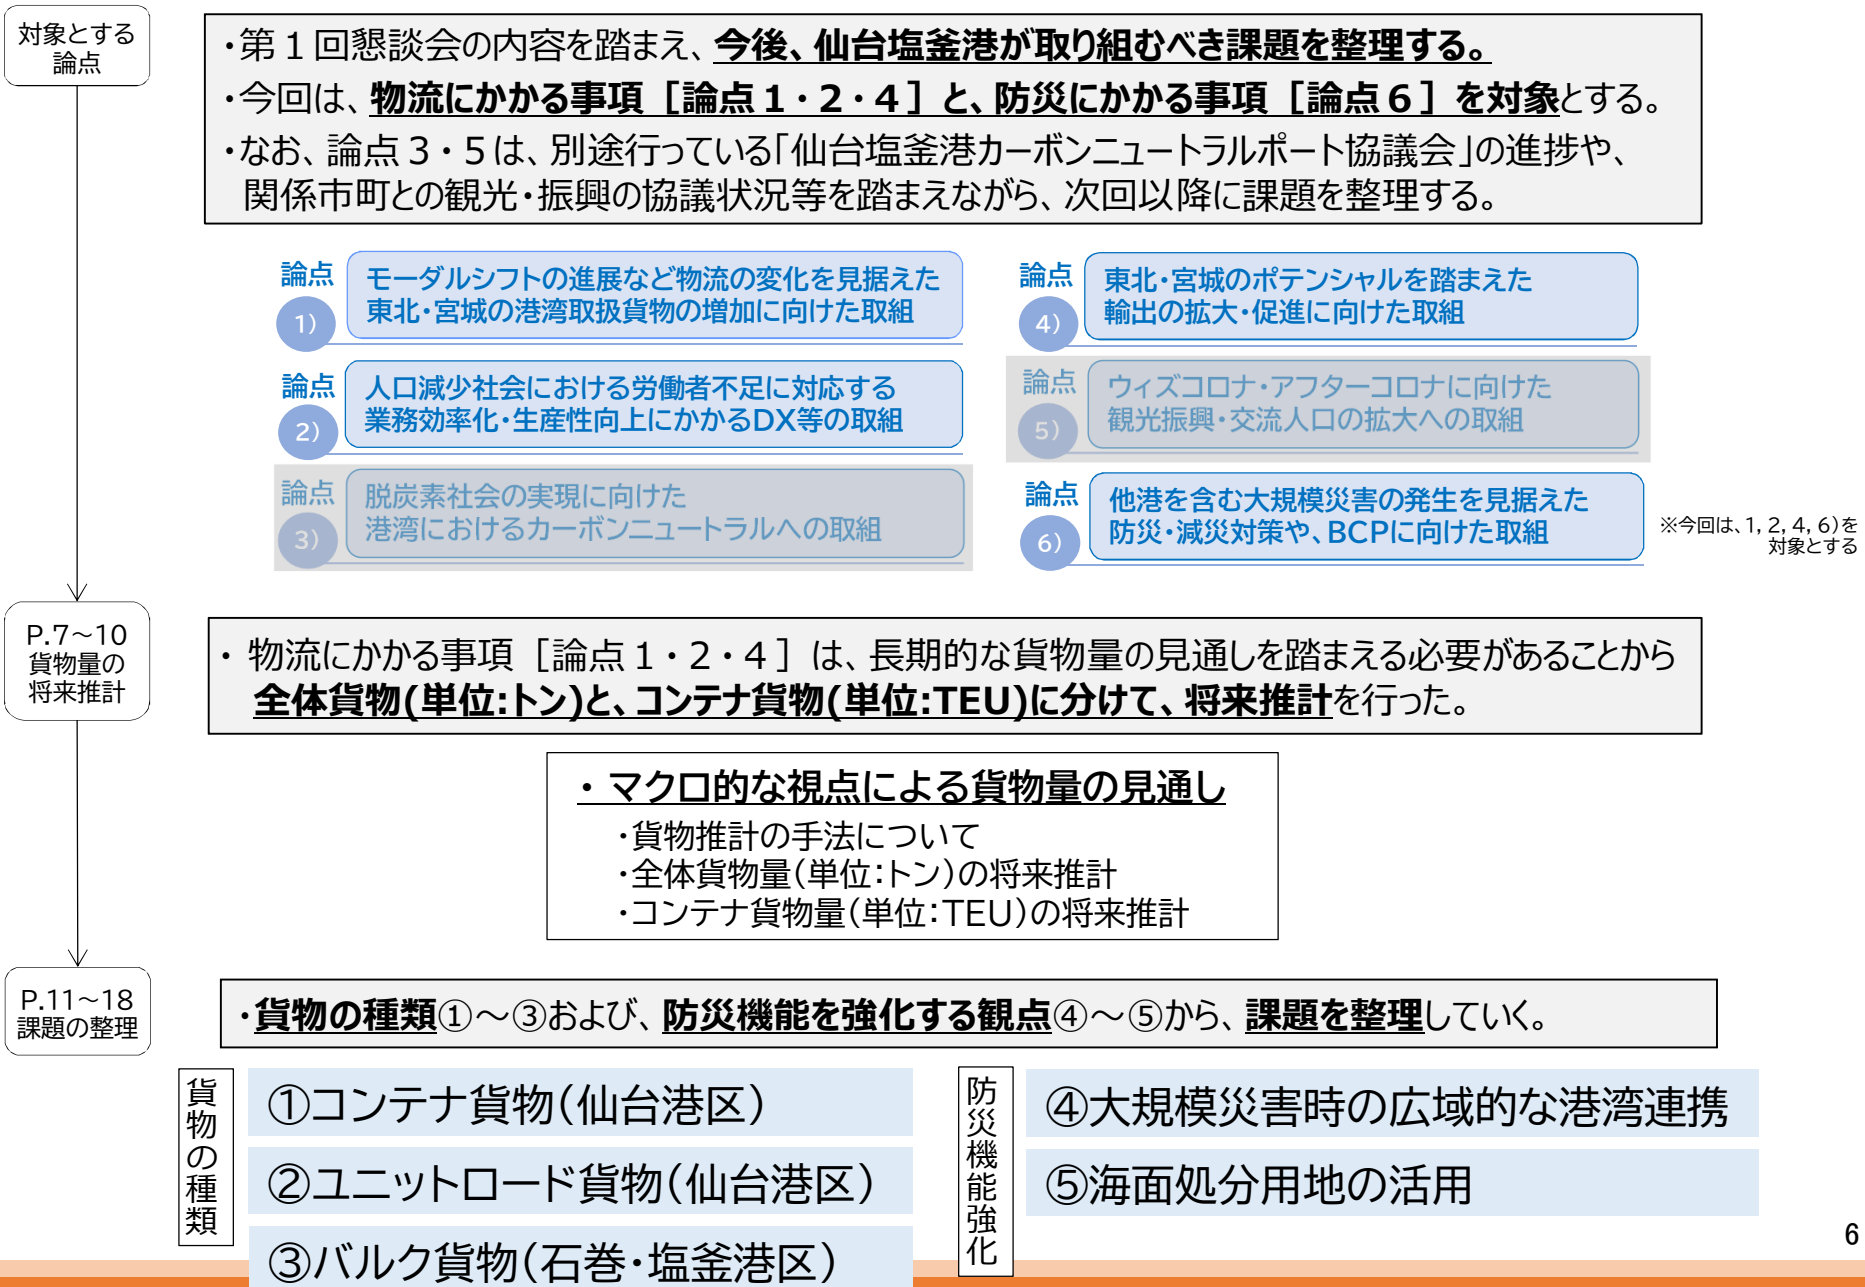 対象とする
論点
・第１回懇談会の内容を踏まえ、今後、仙台塩釜港が取り組むべき課題を整理する。
・今回は、物流にかかる事項［論点１・２・４］と、防災にかかる事項［論点６］を対象とする。
・なお、論点３・５は、別途行っている「仙台塩釜港カーボンニュートラルポート協議会」の進捗や、
関係市町との観光・振興の協議状況等を踏まえながら、次回以降に課題を整理する。
論点
1）
モーダルシフトの進展など物流の変化を見据えた
東北・宮城の港湾取扱貨物の増加に向けた取組
論点
2）
人口減少社会における労働者不足に対応する
業務効率化・生産性向上にかかるDX等の取組
論点
3）
脱炭素社会の実現に向けた
港湾におけるカーボンニュートラルへの取組
論点
4）
東北・宮城のポテンシャルを踏まえた
輸出の拡大・促進に向けた取組
論点
5）
ウィズコロナ・アフターコロナに向けた
観光振興・交流人口の拡大への取組
論点
6）
他港を含む大規模災害の発生を見据えた
防災・減災対策や、BCPに向けた取組
※今回は、1, 2, 4, 6）を
対象とする
P.7～10
貨物量の
将来推計
・ 物流にかかる事項［論点１・２・４］は、長期的な貨物量の見通しを踏まえる必要があることから
全体貨物(単位:トン)と、コンテナ貨物(単位:TEU)に分けて、将来推計を行った。
・ マクロ的な視点による貨物量の見通し
・貨物推計の手法について
・全体貨物量（単位：トン）の将来推計
・コンテナ貨物量（単位：TEU）の将来推計
P.11～18
課題の整理
・貨物の種類①～③および、防災機能を強化する観点④～⑤から、課題を整理していく。
貨物の種類
①コンテナ貨物（仙台港区）
②ユニットロード貨物（仙台港区）
③バルク貨物（石巻・塩釜港区）
防災機能強化
④大規模災害時の広域的な港湾連携
⑤海面処分用地の活用
6